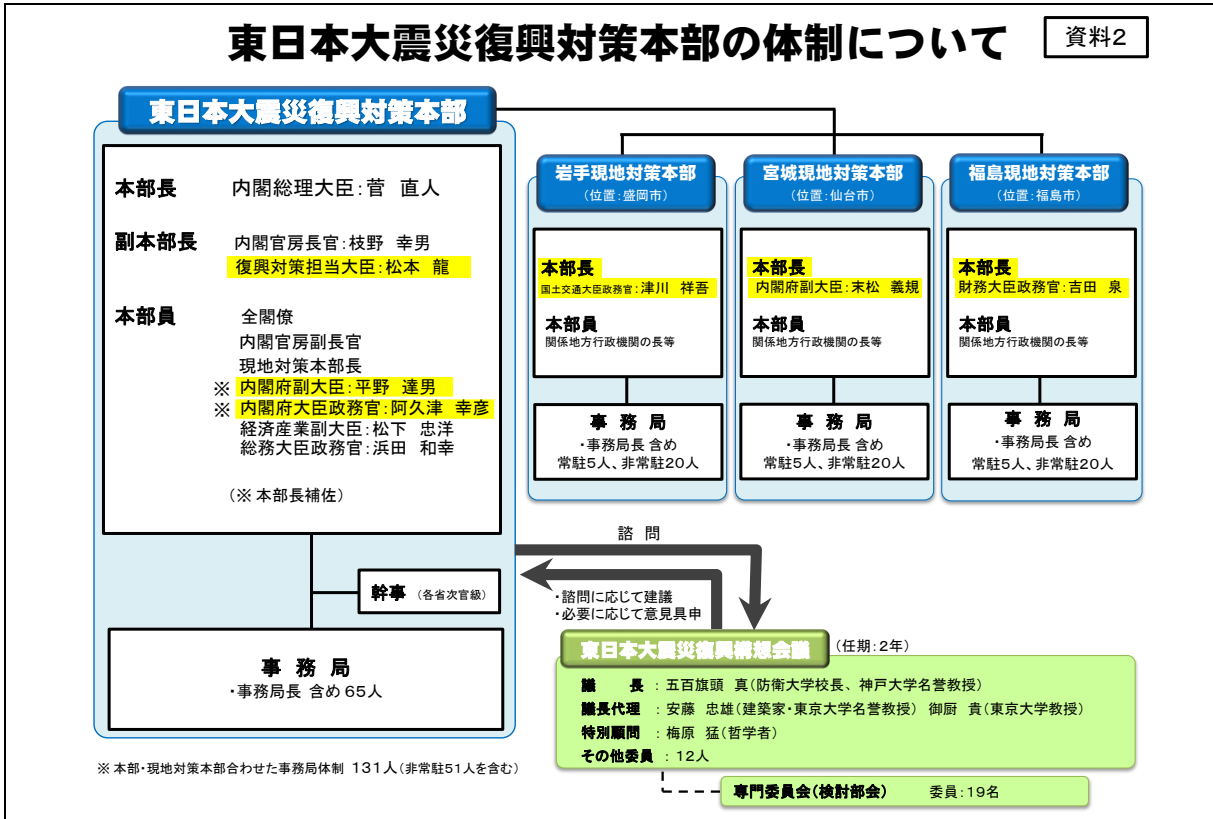 東日本大震災復興対策本部の体制について
資料2
東日本大震災復興対策本部
本部長 内閣総理大臣:菅 直人
副本部長 内閣官房長官:枝野 幸男
復興対策担当大臣:松本 龍
本部員 全閣僚
内閣官房副長官
現地対策本部長
※ 内閣府副大臣:平野 達男
※ 内閣府大臣政務官:阿久津 幸彦
経済産業副大臣:松下 忠洋
総務大臣政務官:浜田 和幸
(※ 本部長補佐)
幹事 (各省次官級)
事 務 局
・事務局長 含め 65人
※ 本部・現地対策本部合わせた事務局体制 131人(非常駐51人を含む)
岩手現地対策本部
(位置:盛岡市)
本部長
国土交通大臣政務官:津川 祥吾
本部員
関係地方行政機関の長等
事 務 局
・事務局長 含め
常駐5人、非常駐20人
宮城現地対策本部
(位置:仙台市)
本部長
内閣府副大臣:末松 義規
本部員
関係地方行政機関の長等
事 務 局
・事務局長 含め
常駐5人、非常駐20人
福島現地対策本部
(位置:福島市)
本部長
財務大臣政務官:吉田 泉
本部員
関係地方行政機関の長等
事 務 局
・事務局長 含め
常駐5人、非常駐20人
諮 問
・諮問に応じて建議
・必要に応じて意見具申
東日本大震災復興構想会議 (任期:2年)
議 長 : 五百旗頭 真(防衛大学校長、神戸大学名誉教授)
議長代理 : 安藤 忠雄(建築家・東京大学名誉教授) 御厨 貴(東京大学教授)
特別顧問 : 梅原 猛(哲学者)
その他委員 : 12人
専門委員会(検討部会) 委員:19名